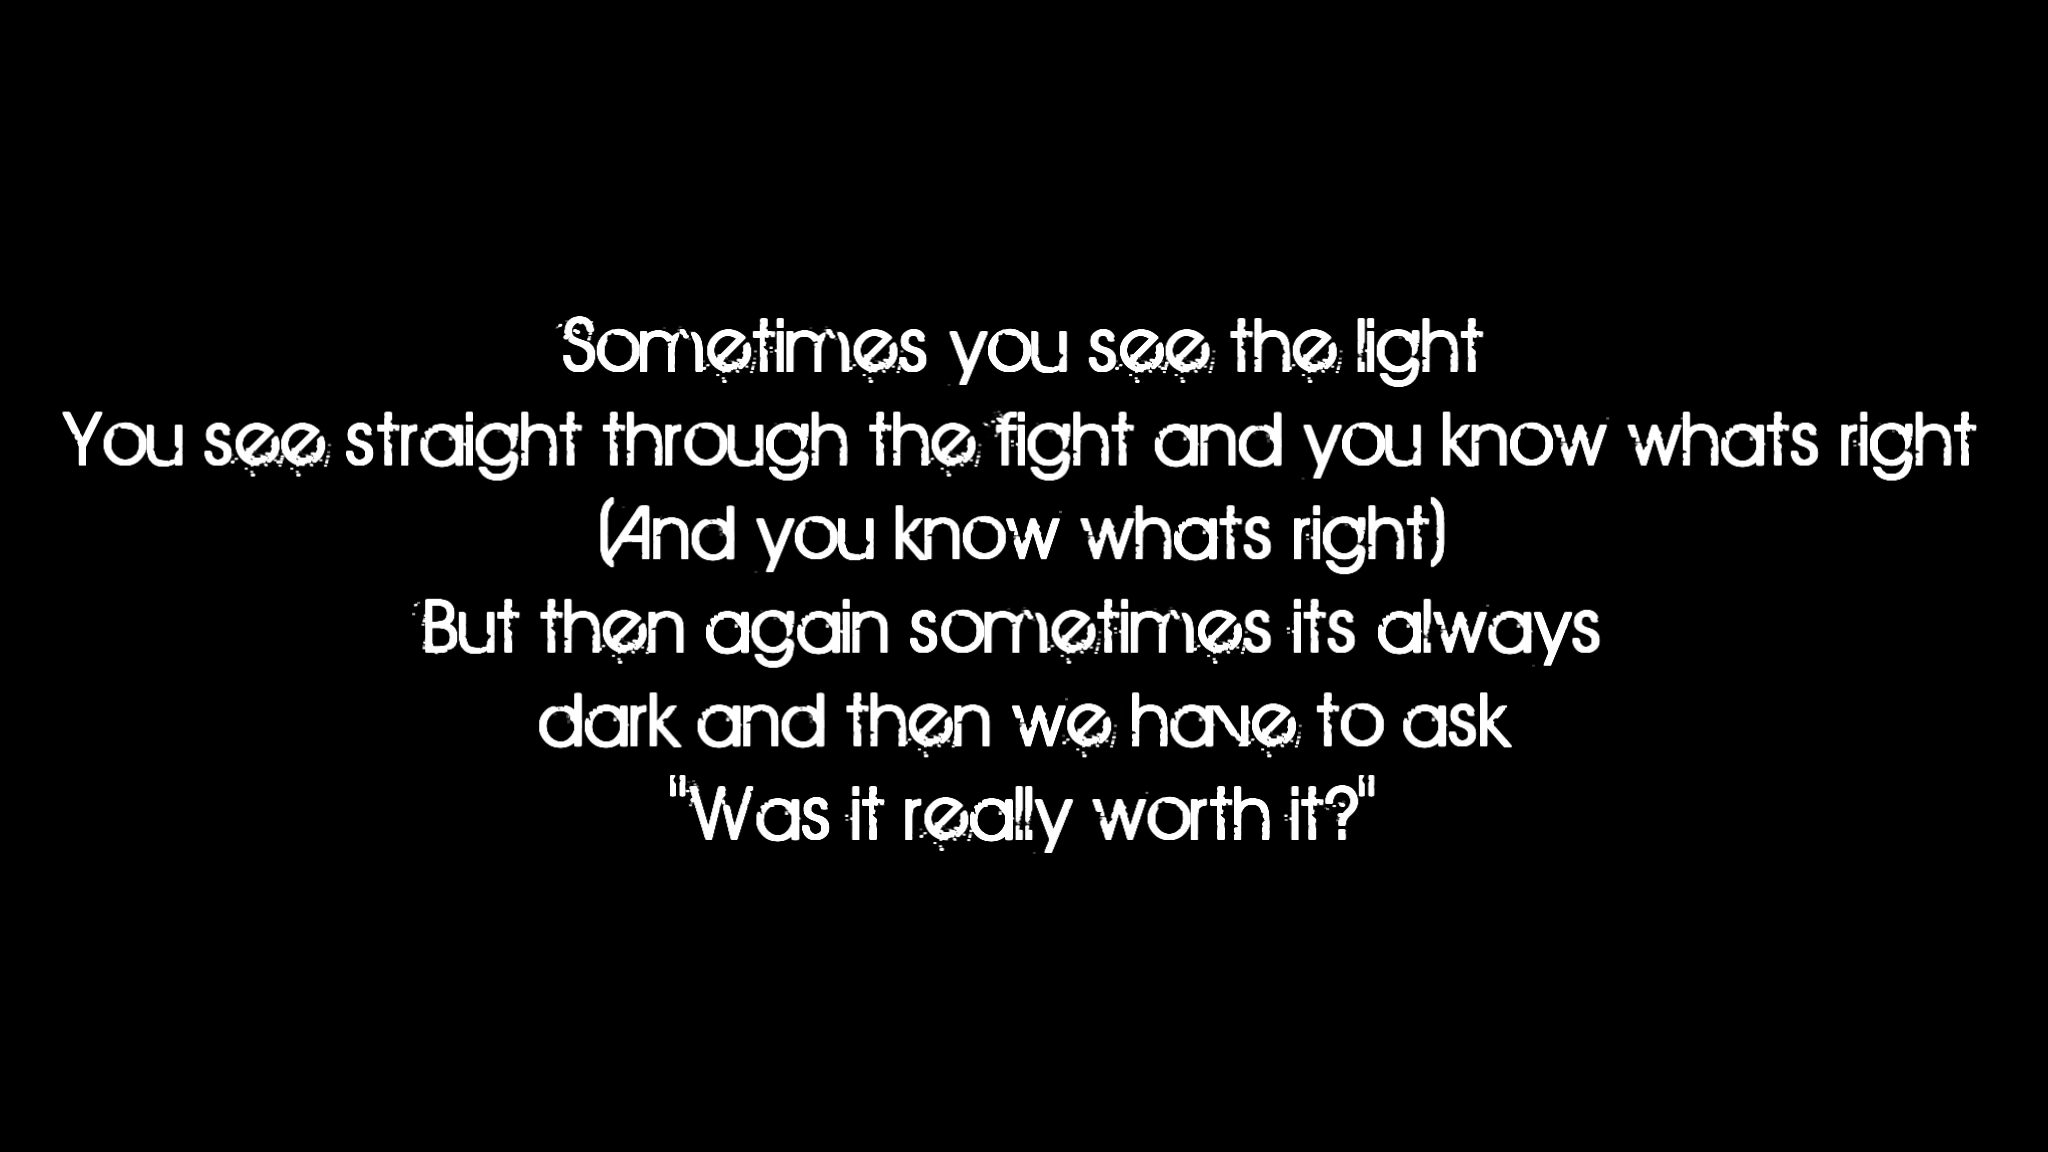 Sometimes you see the light
You see straight through the fight and you know whats right
(And you know whats right)
But then again sometimes its always
dark and then we have to ask
"Was it really worth it?"